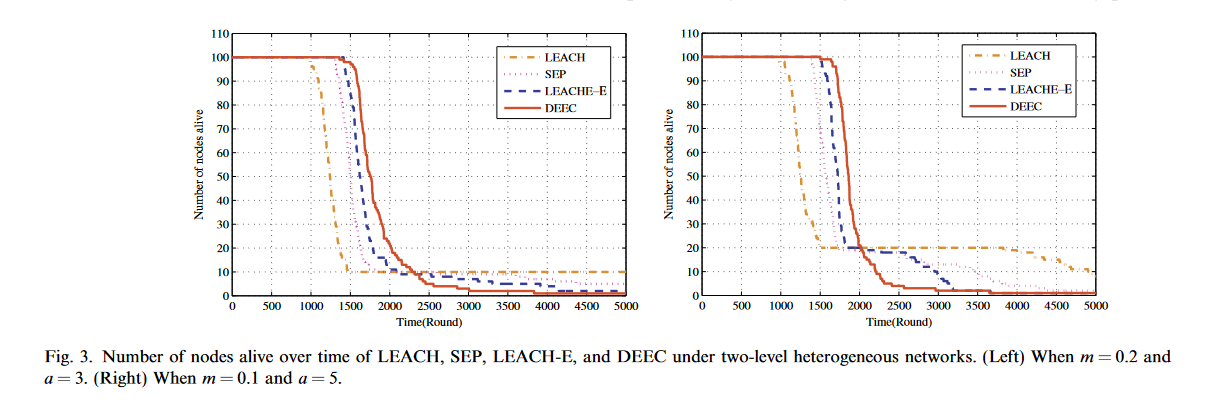 110
100
90
80
70
60
50
40
30
20
10
0
Number of nodes alive
0 500 1000 1500 2000 2500 3000 3500 4000 4500 5000
Time(Round)
LEACH
SEP
LEACHE–E
DEEC
110
100
90
80
70
60
50
40
30
20
10
0
Number of nodes alive
0 500 1000 1500 2000 2500 3000 3500 4000 4500 5000
Time(Round)
LEACH
SEP
LEACHE–E
DEEC
Fig. 3. Number of nodes alive over time of LEACH, SEP, LEACH-E, and DEEC under two-level heterogeneous networks. (Left) When m = 0.2 and
a = 3. (Right) When m = 0.1 and a = 5.